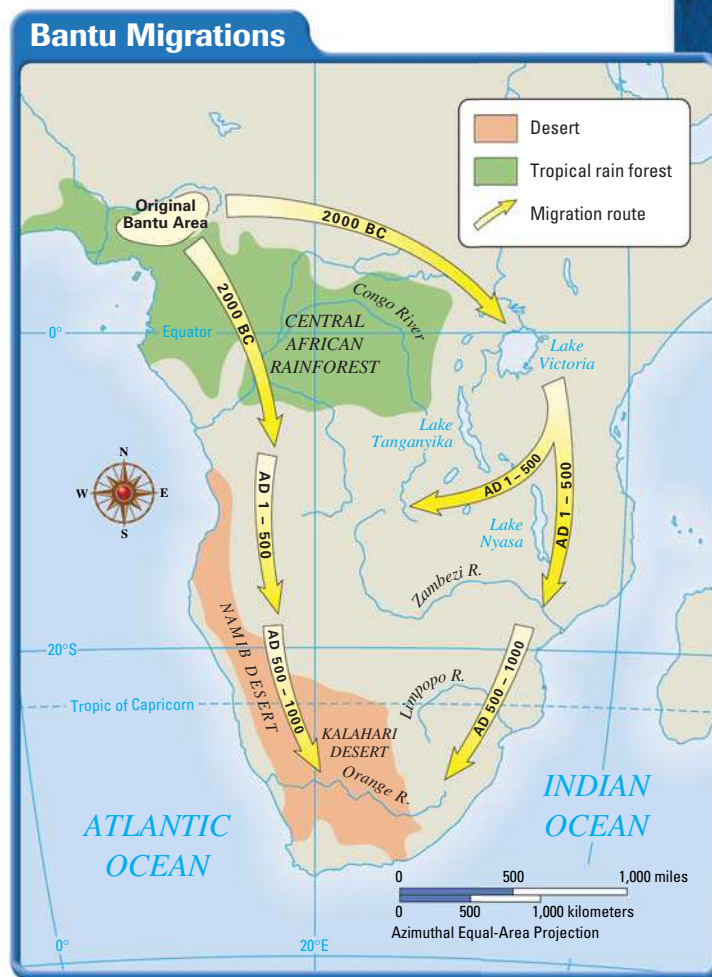 Bantu Migrations
Desert
Tropical rain forest
Migration route
Original
Bantu Area
2000 BC
2000 BC
Congo River
Equator
0°
CENTRAL
AFRICAN
RAINFOREST
Lake
Victoria
Lake
Tanganyika
N
W
E
S
AD 1 – 500
AD 1 – 500
AD 1 – 500
Lake
Nyasa
Zambezi R.
NAMIB DESERT
20°S
AD 500 – 1000
AD 500 – 1000
Limpopo R.
Tropic of Capricorn
KALAHARI
DESERT
Orange R.
ATLANTIC
OCEAN
INDIAN
OCEAN
0 500 1,000 miles
0 500 1,000 kilometers
Azimuthal Equal-Area Projection
0°
20°E